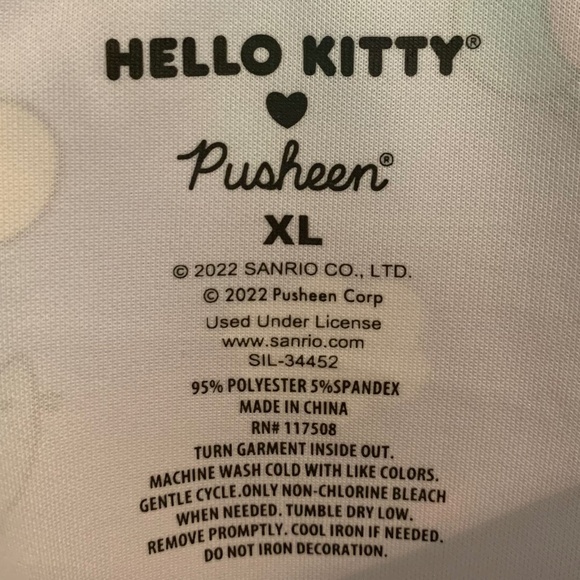 HELLO KITTY®
♥
Pusheen®
XL
© 2022 SANRIO CO., LTD.
© 2022 Pusheen Corp
Used Under License
www.sanrio.com
SIL-34452
95% POLYESTER 5%SPANDEX
MADE IN CHINA
RN# 117508
TURN GARMENT INSIDE OUT.
MACHINE WASH COLD WITH LIKE COLORS.
GENTLE CYCLE.ONLY NON-CHLORINE BLEACH
WHEN NEEDED. TUMBLE DRY LOW.
REMOVE PROMPTLY. COOL IRON IF NEEDED.
DO NOT IRON DECORATION.